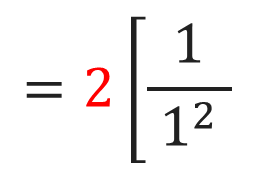 = 2 [ 1
1²